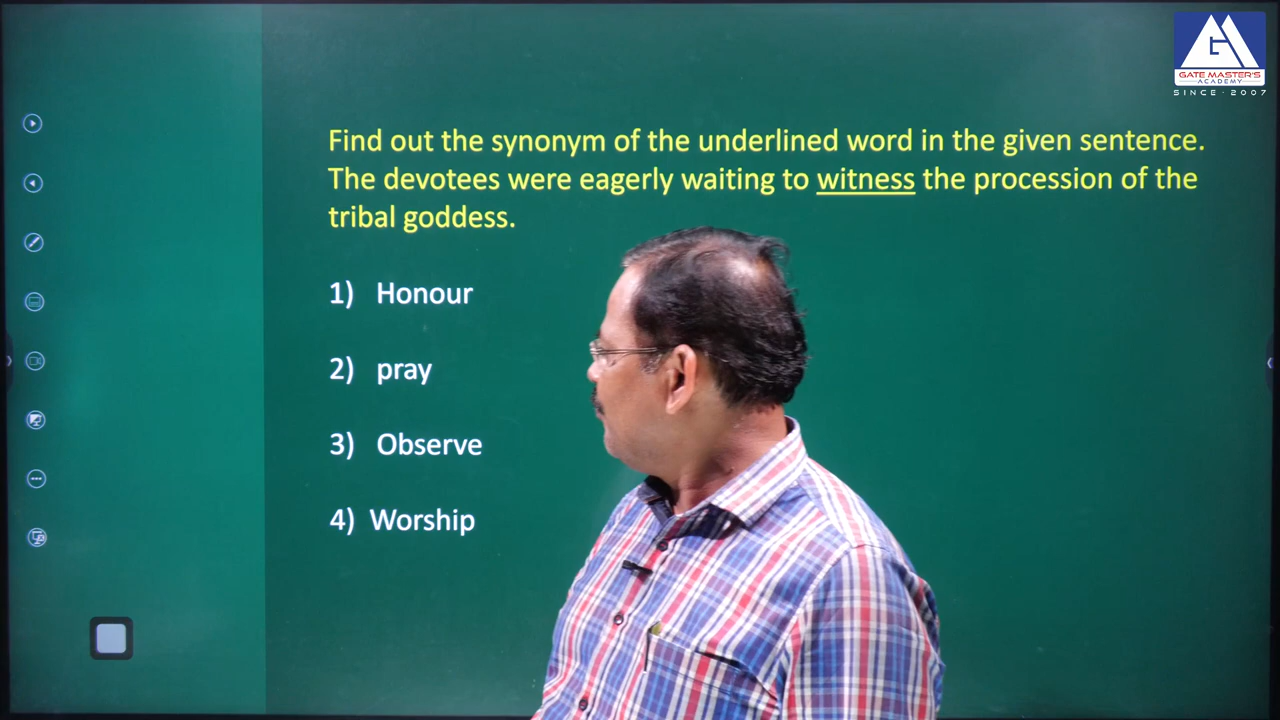 GATE MASTER'S
ACADEMY
SINCE-2007
Find out the synonym of the underlined word in the given sentence.
The devotees were eagerly waiting to witness the procession of the
tribal goddess.
1) Honour
2) pray
3) Observe
4) Worship